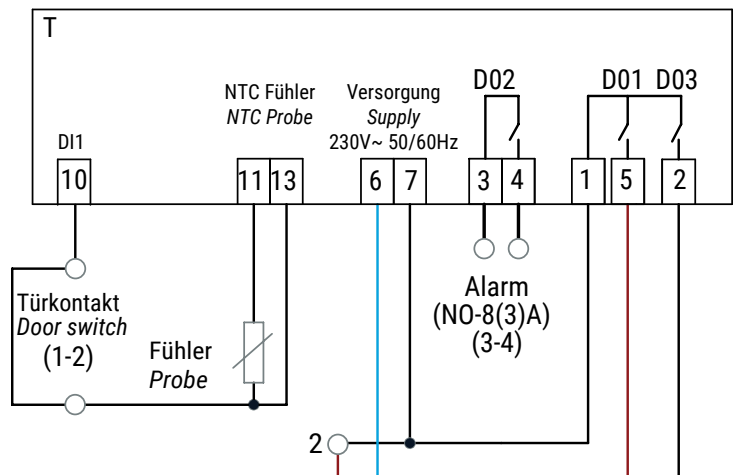 T
D02
D01 D03
NTC Fühler
NTC Probe
Versorgung
Supply
230V~ 50/60Hz
DI1
10
11 13
6 7
3 4
1 5 2
Türkontakt
Door switch
(1-2)
Fühler
Probe
Alarm
(NO-8(3)A)
(3-4)
2